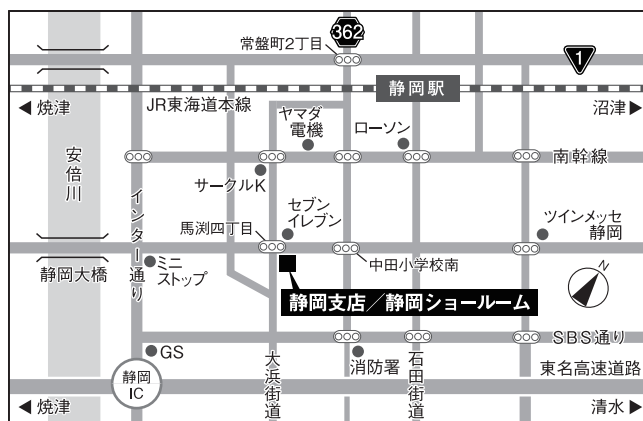 362
常盤町2丁目
1
静岡駅
◀焼津
JR東海道本線
沼津▶
ヤマダ
電機
ローソン
安倍川
南幹線
サークルK
インター通り
セブン
イレブン
馬渕四丁目
ツインメッセ
静岡
中田小学校南
静岡大橋
ミニ
ストップ
N
静岡支店／静岡ショールーム
SBS通り
GS
大浜街道
消防署
石田街道
東名高速道路
静岡
IC
◀焼津
清水▶